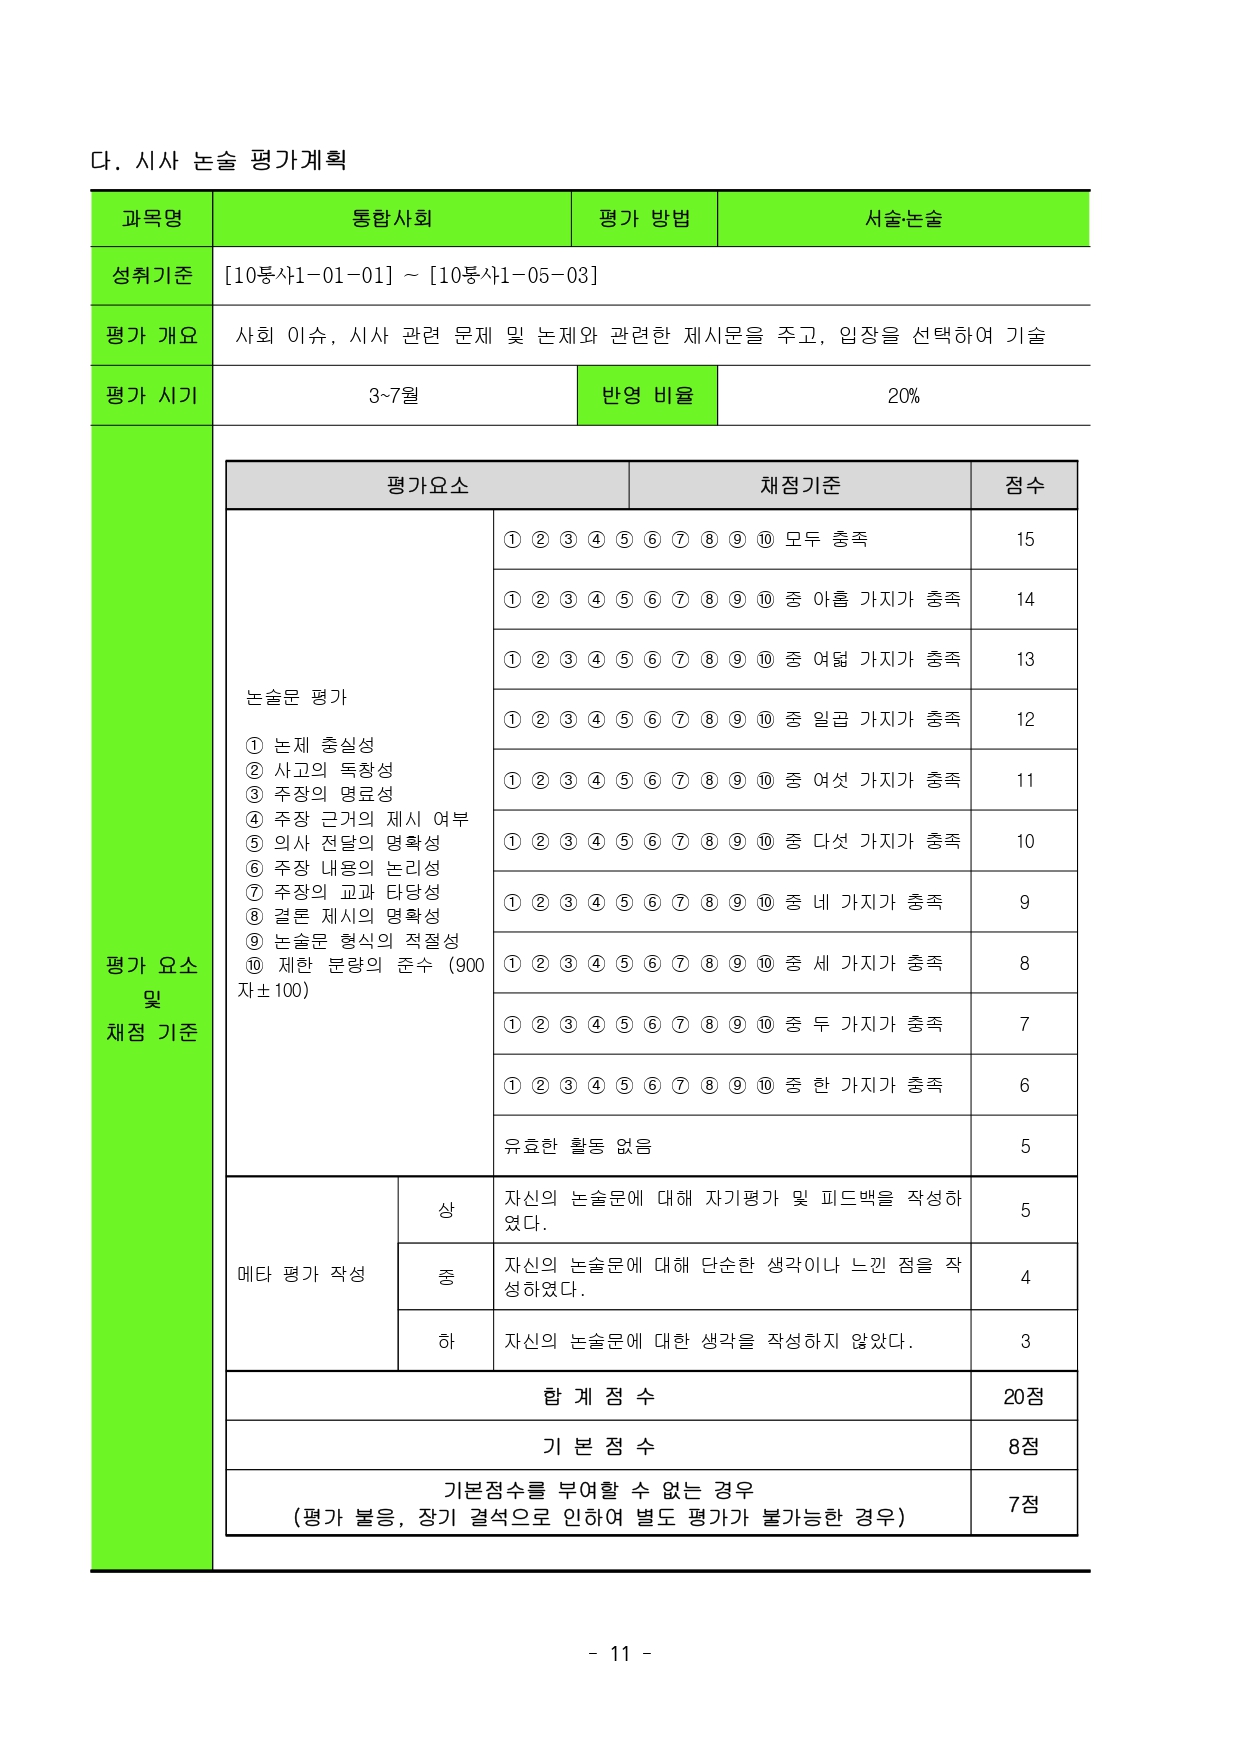 다. 시사 논술 평가계획
과목명 통합사회 평가 방법 서술·논술
성취기준 [10통사1-01-01] ~ [10통사1-05-03]
평가 개요 사회 이슈, 시사 관련 문제 및 논제와 관련한 제시문을 주고, 입장을 선택하여 기술
평가 시기 3~7월 반영 비율 20%
평가 요소
및
채점 기준
평가요소 채점기준 점수
논술문 평가
① 논제 충실성
② 사고의 독창성
③ 주장의 명료성
④ 주장 근거의 제시 여부
⑤ 의사 전달의 명확성
⑥ 주장 내용의 논리성
⑦ 주장의 교과 타당성
⑧ 결론 제시의 명확성
⑨ 논술문 형식의 적절성
⑩ 제한 분량의 준수 (900
자±100)
① ② ③ ④ ⑤ ⑥ ⑦ ⑧ ⑨ ⑩ 모두 충족 15
① ② ③ ④ ⑤ ⑥ ⑦ ⑧ ⑨ ⑩ 중 아홉 가지가 충족 14
① ② ③ ④ ⑤ ⑥ ⑦ ⑧ ⑨ ⑩ 중 여덟 가지가 충족 13
① ② ③ ④ ⑤ ⑥ ⑦ ⑧ ⑨ ⑩ 중 일곱 가지가 충족 12
① ② ③ ④ ⑤ ⑥ ⑦ ⑧ ⑨ ⑩ 중 여섯 가지가 충족 11
① ② ③ ④ ⑤ ⑥ ⑦ ⑧ ⑨ ⑩ 중 다섯 가지가 충족 10
① ② ③ ④ ⑤ ⑥ ⑦ ⑧ ⑨ ⑩ 중 네 가지가 충족 9
① ② ③ ④ ⑤ ⑥ ⑦ ⑧ ⑨ ⑩ 중 세 가지가 충족 8
① ② ③ ④ ⑤ ⑥ ⑦ ⑧ ⑨ ⑩ 중 두 가지가 충족 7
① ② ③ ④ ⑤ ⑥ ⑦ ⑧ ⑨ ⑩ 중 한 가지가 충족 6
유효한 활동 없음 5
메타 평가 작성
상 자신의 논술문에 대해 자기평가 및 피드백을 작성하
였다. 5
중 자신의 논술문에 대해 단순한 생각이나 느낀 점을 작
성하였다. 4
하 자신의 논술문에 대한 생각을 작성하지 않았다. 3
합 계 점 수 20점
기 본 점 수 8점
기본점수를 부여할 수 없는 경우
(평가 불응, 장기 결석으로 인하여 별도 평가가 불가능한 경우) 7점
- 11 -